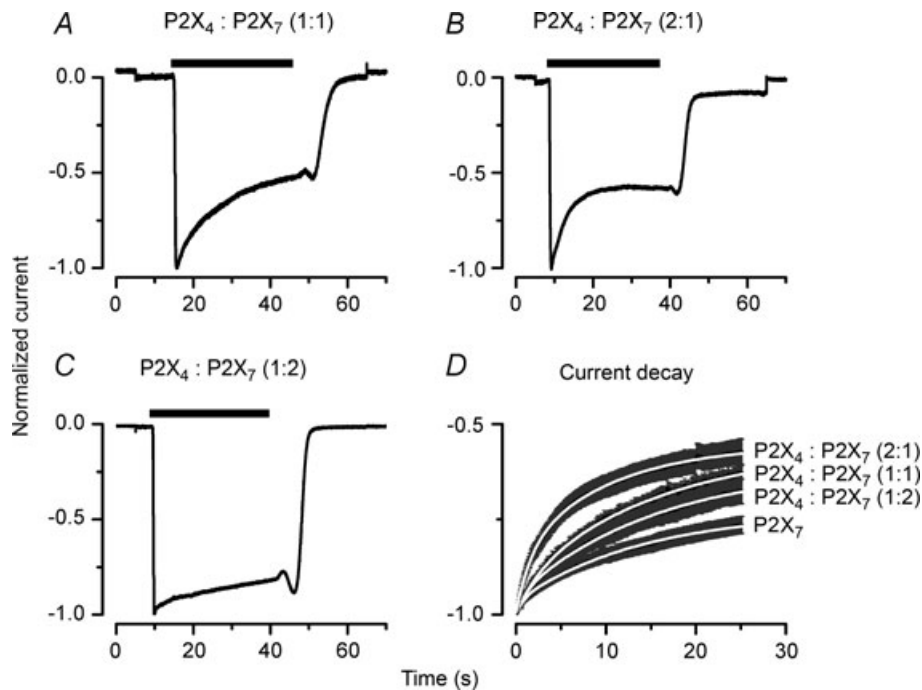 A P2X₄ : P2X₇ (1:1)
0.0
-0.5
-1.0
0 20 40 60
B P2X₄ : P2X₇ (2:1)
0.0
-0.5
-1.0
0 20 40 60
Normalized current
C P2X₄ : P2X₇ (1:2)
0.0
-0.5
-1.0
0 20 40 60
D Current decay
-0.5
-1.0
P2X₄ : P2X₇ (2:1)
P2X₄ : P2X₇ (1:1)
P2X₄ : P2X₇ (1:2)
P2X₇
0 10 20 30
Time (s)